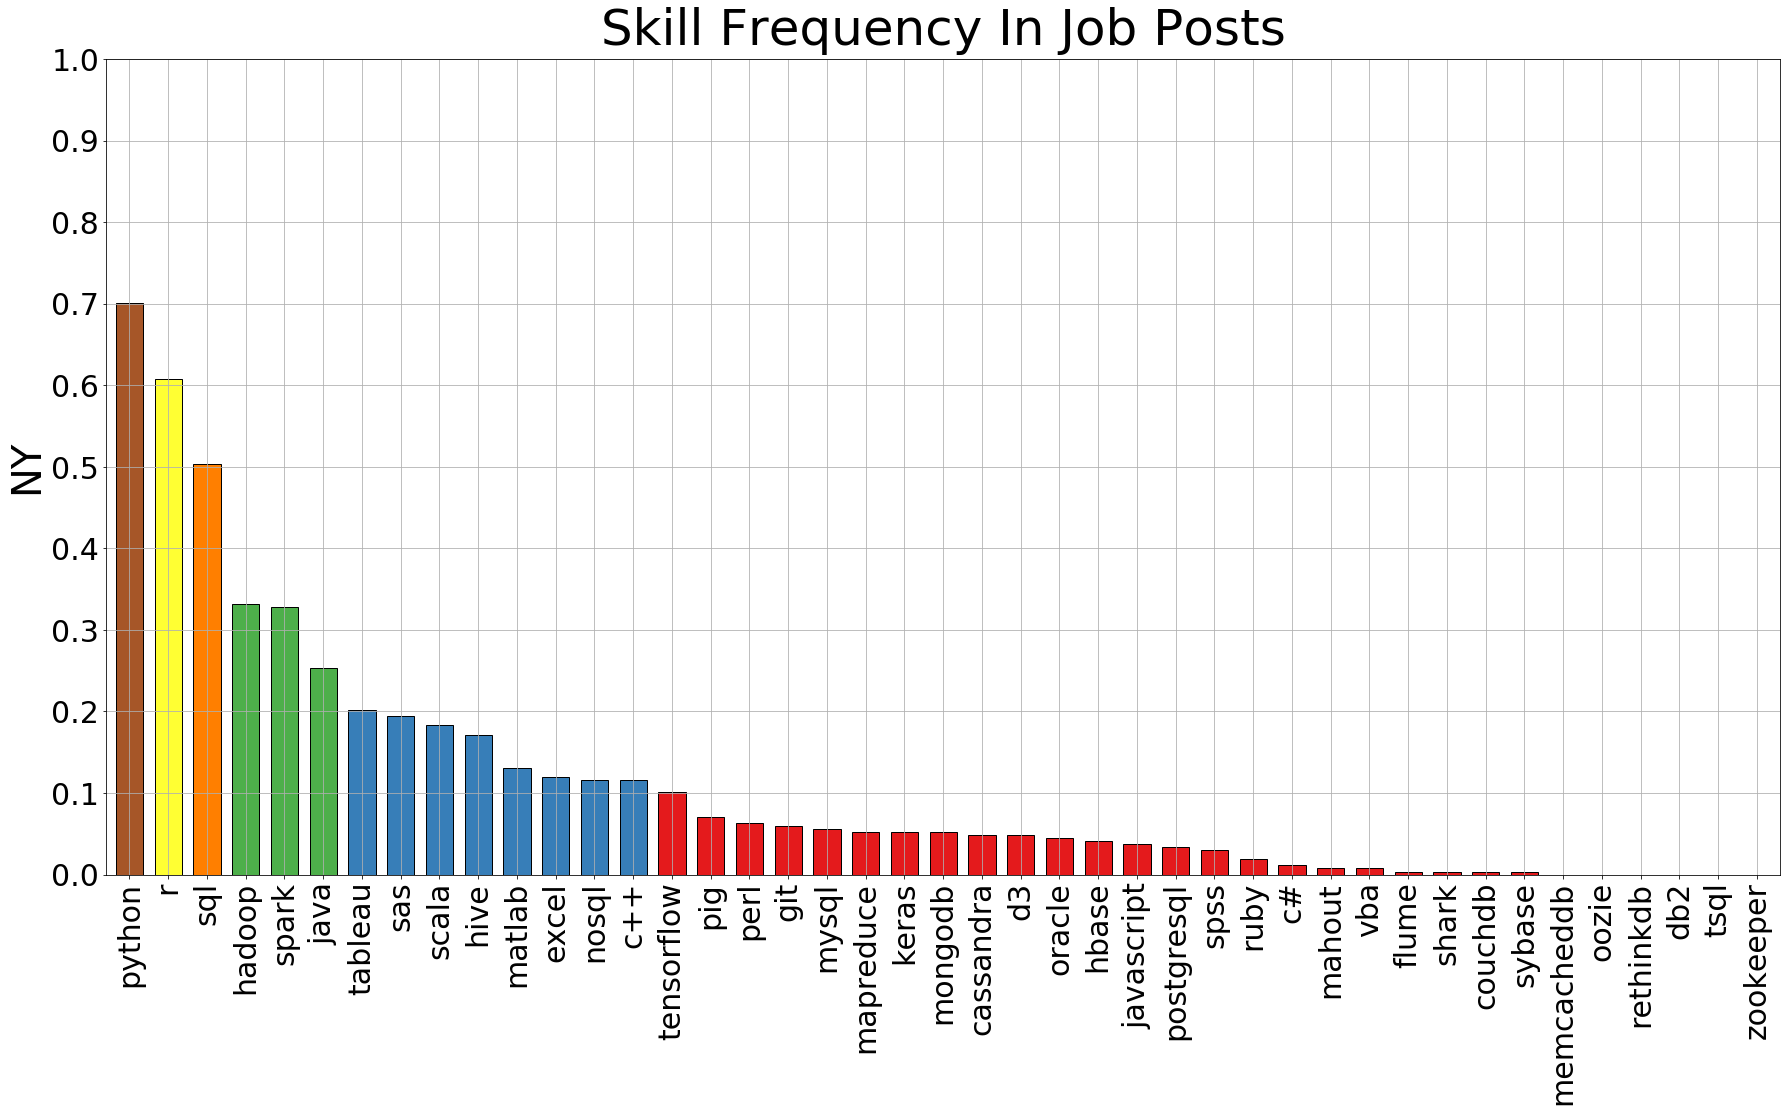 Skill Frequency In Job Posts
1.0
0.9
0.8
0.7
0.6
0.5
0.4
0.3
0.2
0.1
0.0
NY
python
r
sql
hadoop
spark
java
tableau
sas
scala
hive
matlab
excel
nosql
c++
tensorflow
pig
perl
git
mysql
mapreduce
keras
mongodb
cassandra
d3
oracle
hbase
javascript
postgresql
spss
ruby
c#
mahout
vba
flume
shark
couchdb
sybase
memcacheddb
oozie
rethinkdb
db2
tsql
zookeeper